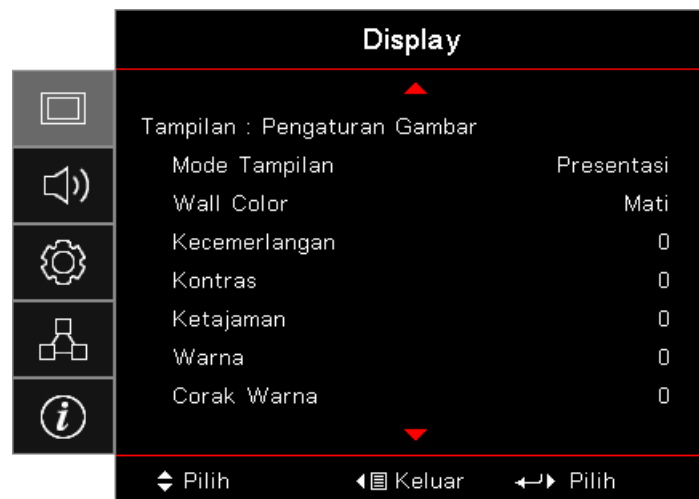 Display
Tampilan : Pengaturan Gambar
Mode Tampilan Presentasi
Wall Color Mati
Kecemerlangan 0
Kontras 0
Ketajaman 0
Warna 0
Corak Warna 0
Pilih Keluar Pilih